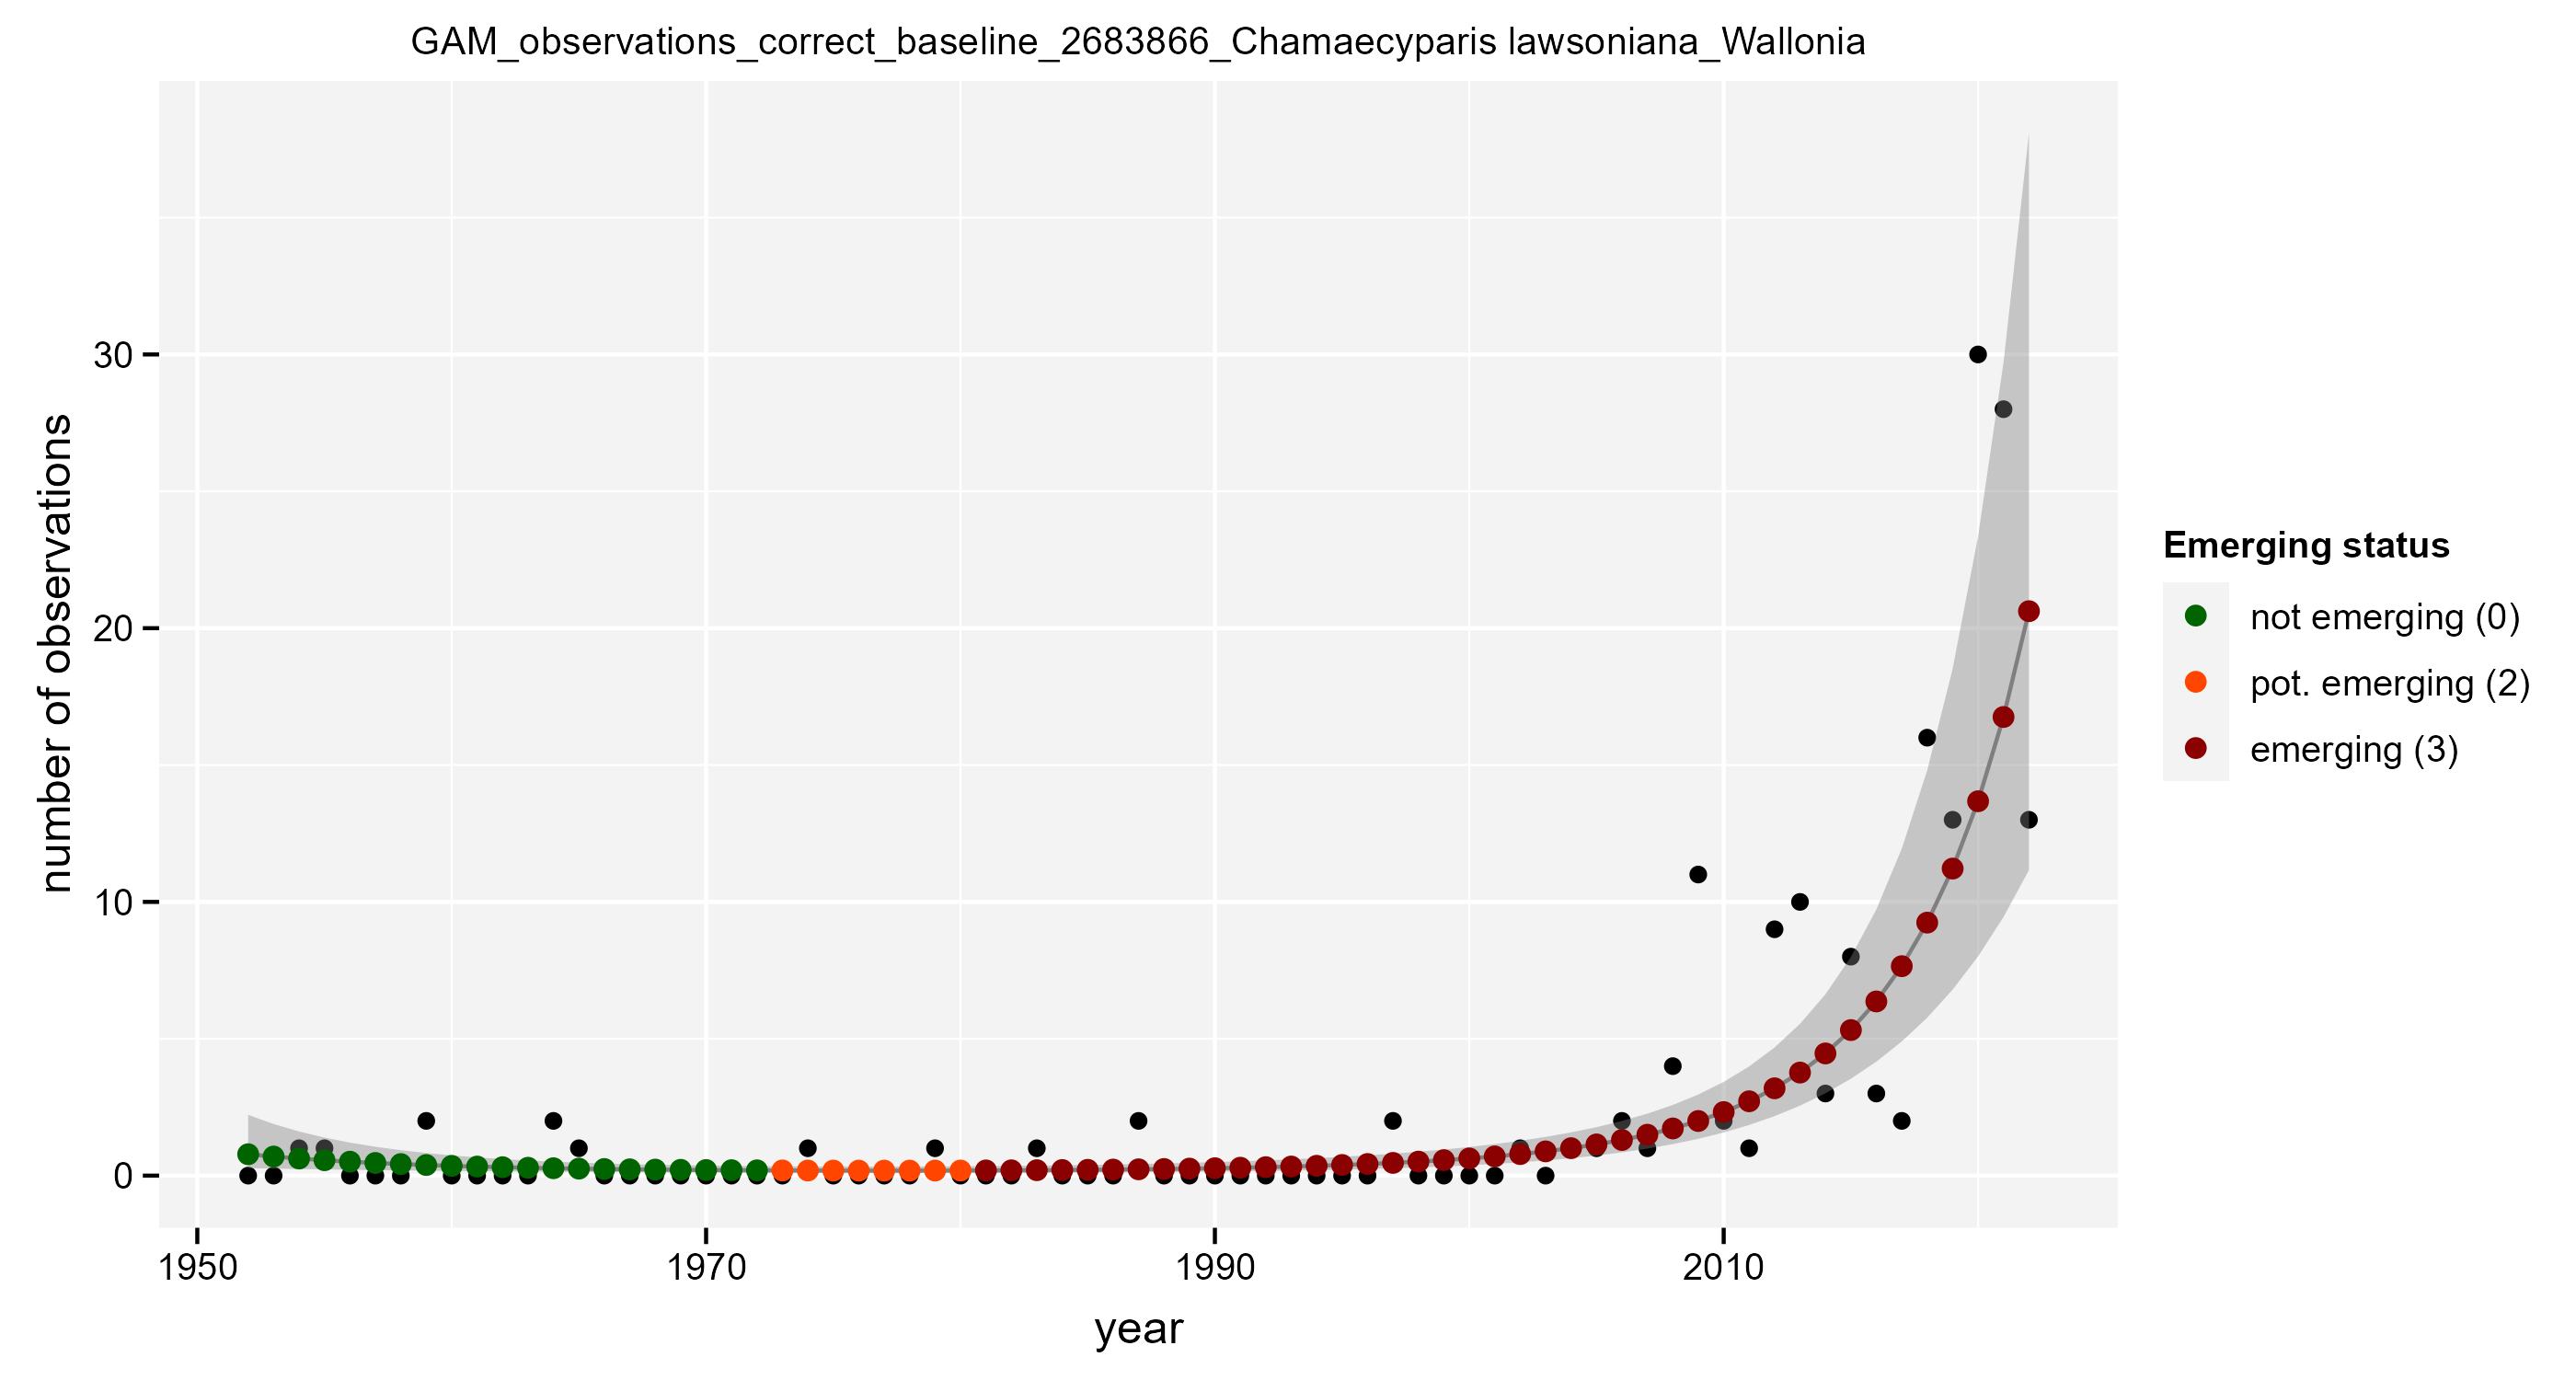 GAM_observations_correct_baseline_2683866_Chamaecyparis lawsoniana_Wallonia
number of observations
30
20
10
0
1950
1970
1990
2010
year
Emerging status
not emerging (0)
pot. emerging (2)
emerging (3)